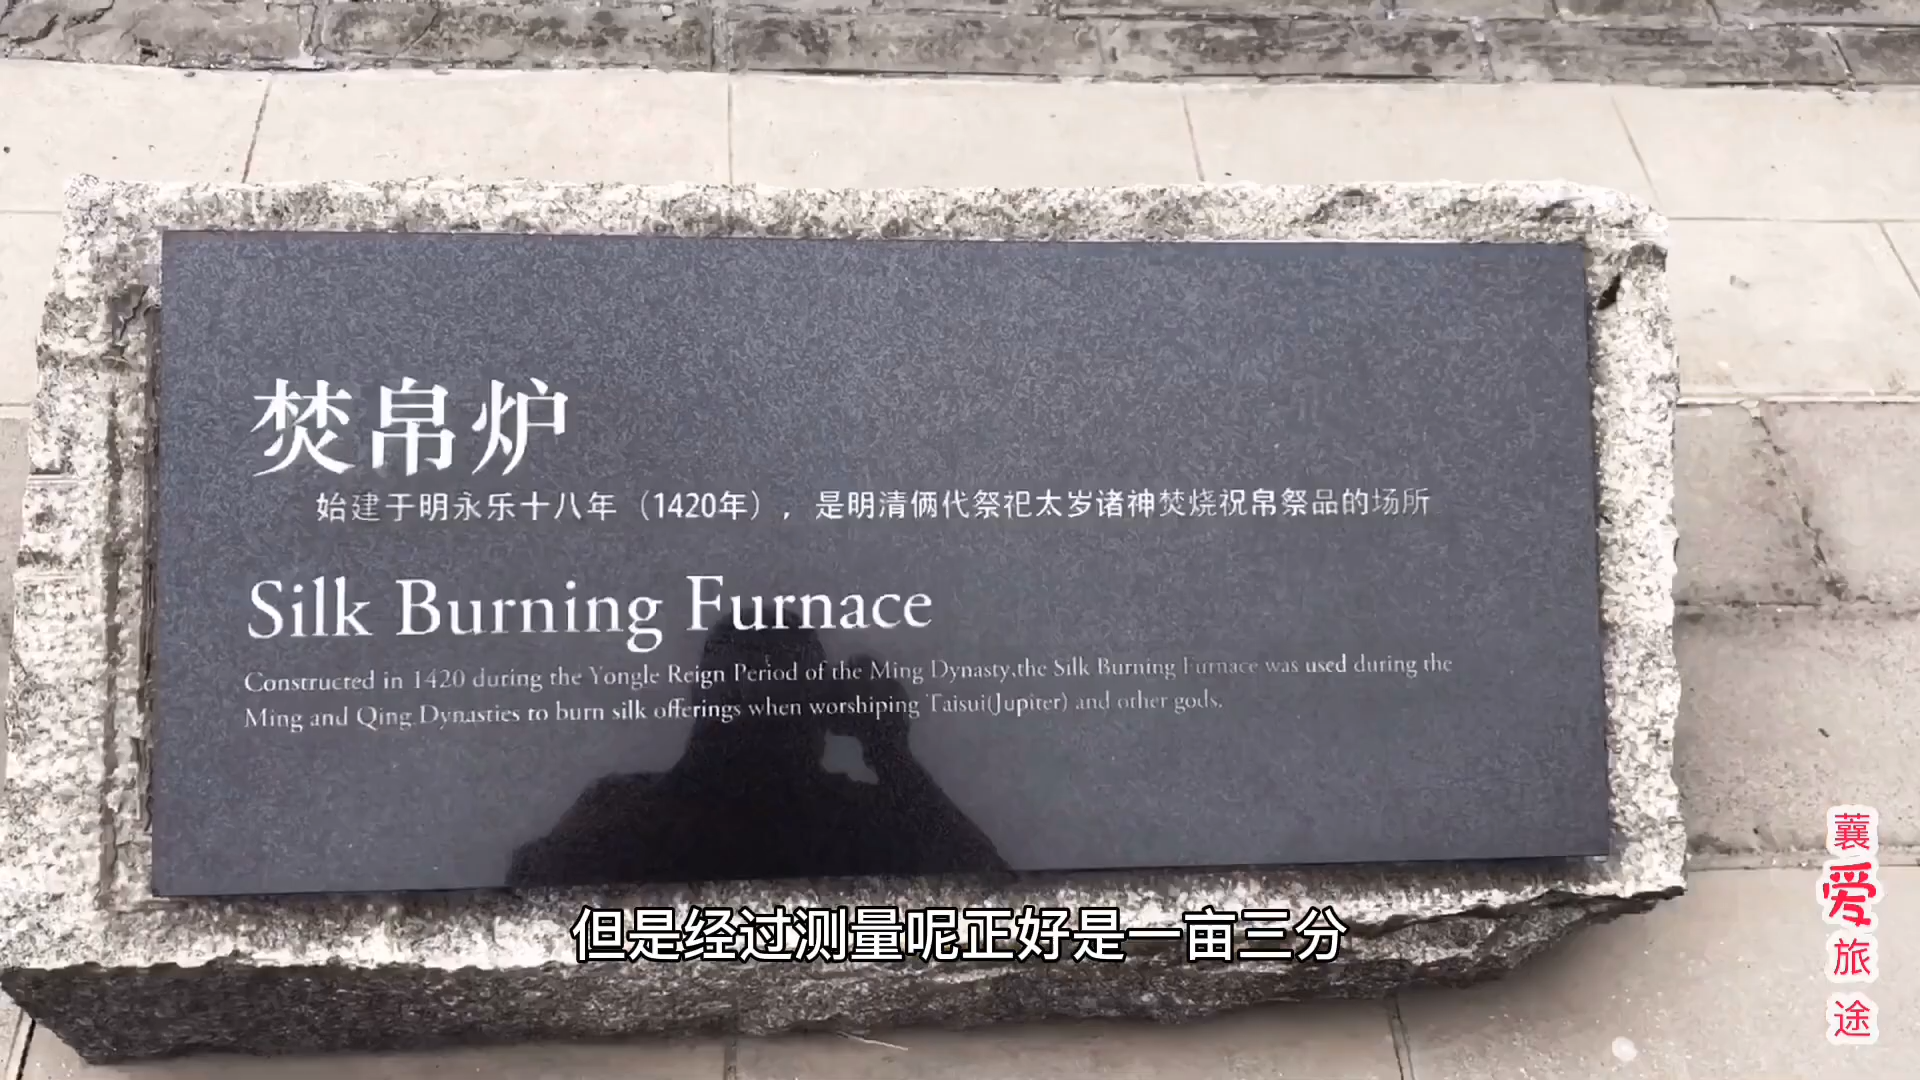 焚帛炉
始建于明永乐十八年（1420年），是明清俩代祭祀太岁诸神焚烧祝帛祭品的场所
Silk Burning Furnace
Constructed in 1420 during the Yongle Reign Period of the Ming Dynasty,the Silk Burning Furnace was used during the
Ming and Qing Dynasties to burn silk offerings when worshiping Taisui(Jupiter) and other gods.
但是经过测量呢正好是一亩三分
蘘
爱
旅
途